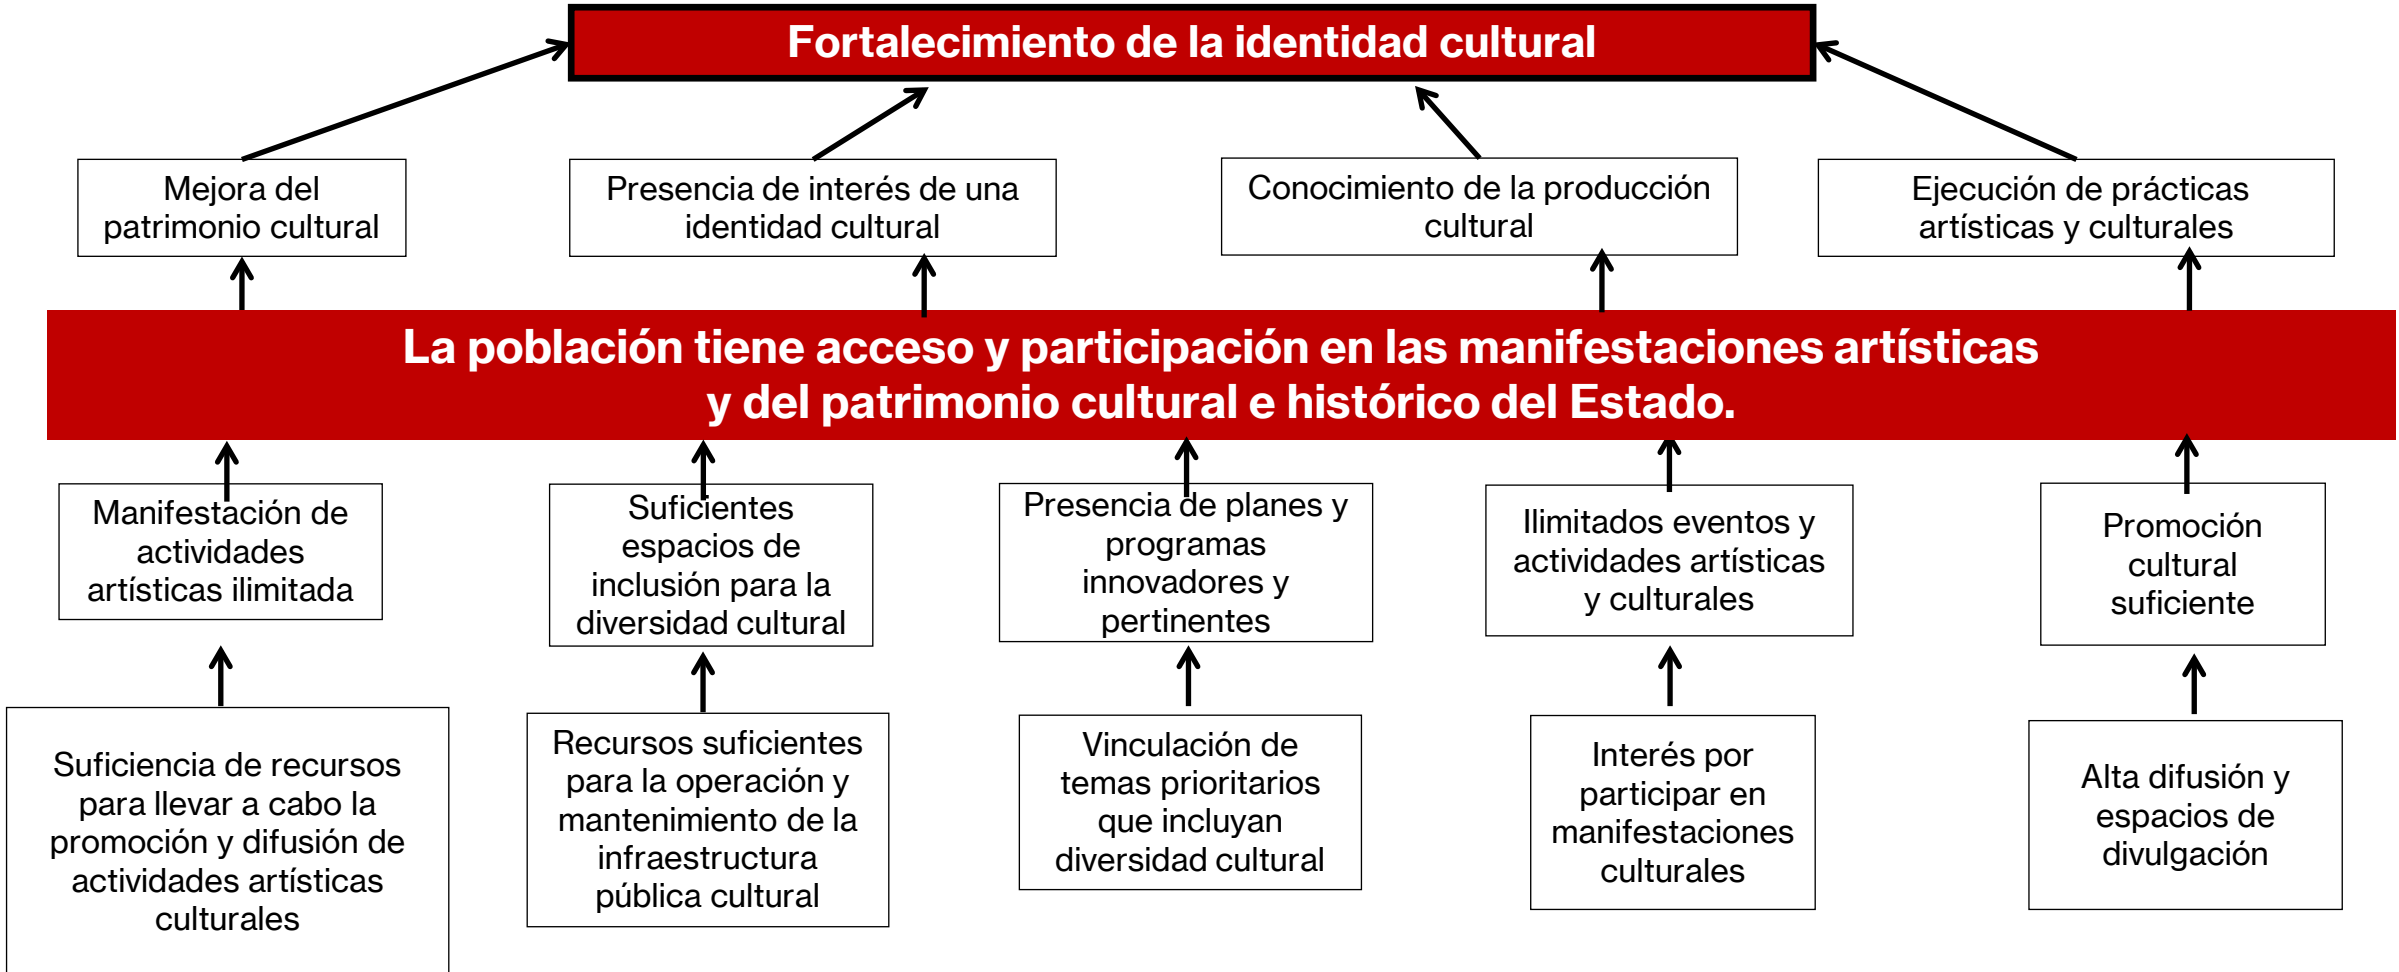 Fortalecimiento de la identidad cultural
Mejora del
patrimonio cultural
Presencia de interés de una
identidad cultural
Conocimiento de la producción
cultural
Ejecución de prácticas
artísticas y culturales
La población tiene acceso y participación en las manifestaciones artísticas
y del patrimonio cultural e histórico del Estado.
Manifestación de
actividades
artísticas ilimitada
Suficientes
espacios de
inclusión para la
diversidad cultural
Presencia de planes y
programas
innovadores y
pertinentes
Ilimitados eventos y
actividades artísticas
y culturales
Promoción
cultural
suficiente
Suficiencia de recursos
para llevar a cabo la
promoción y difusión de
actividades artísticas
culturales
Recursos suficientes
para la operación y
mantenimiento de la
infraestructura
pública cultural
Vinculación de
temas prioritarios
que incluyan
diversidad cultural
Interés por
participar en
manifestaciones
culturales
Alta difusión y
espacios de
divulgación